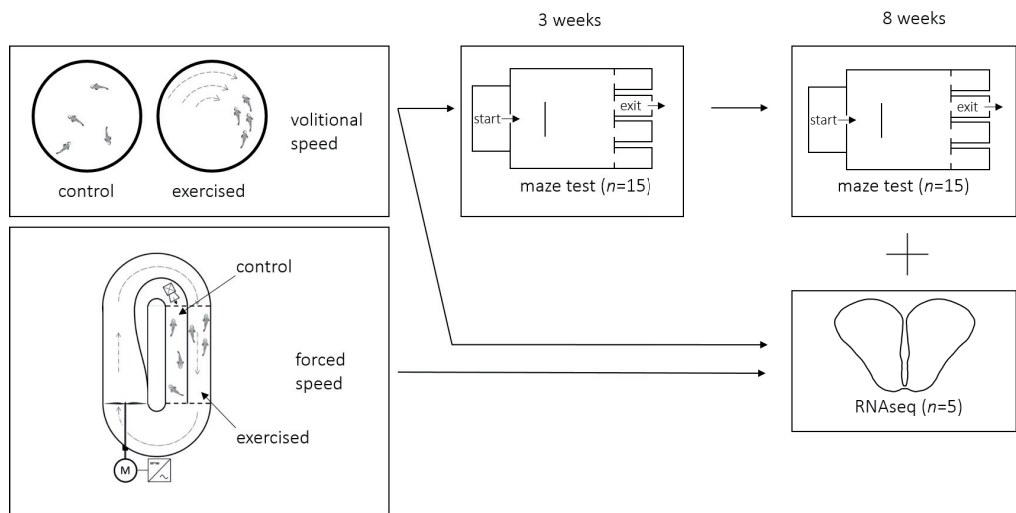 3 weeks
8 weeks
volitional
speed
control
exercised
start
exit
maze test (n=15)
start
exit
maze test (n=15)
control
forced
speed
exercised
M
RNAseq (n=5)